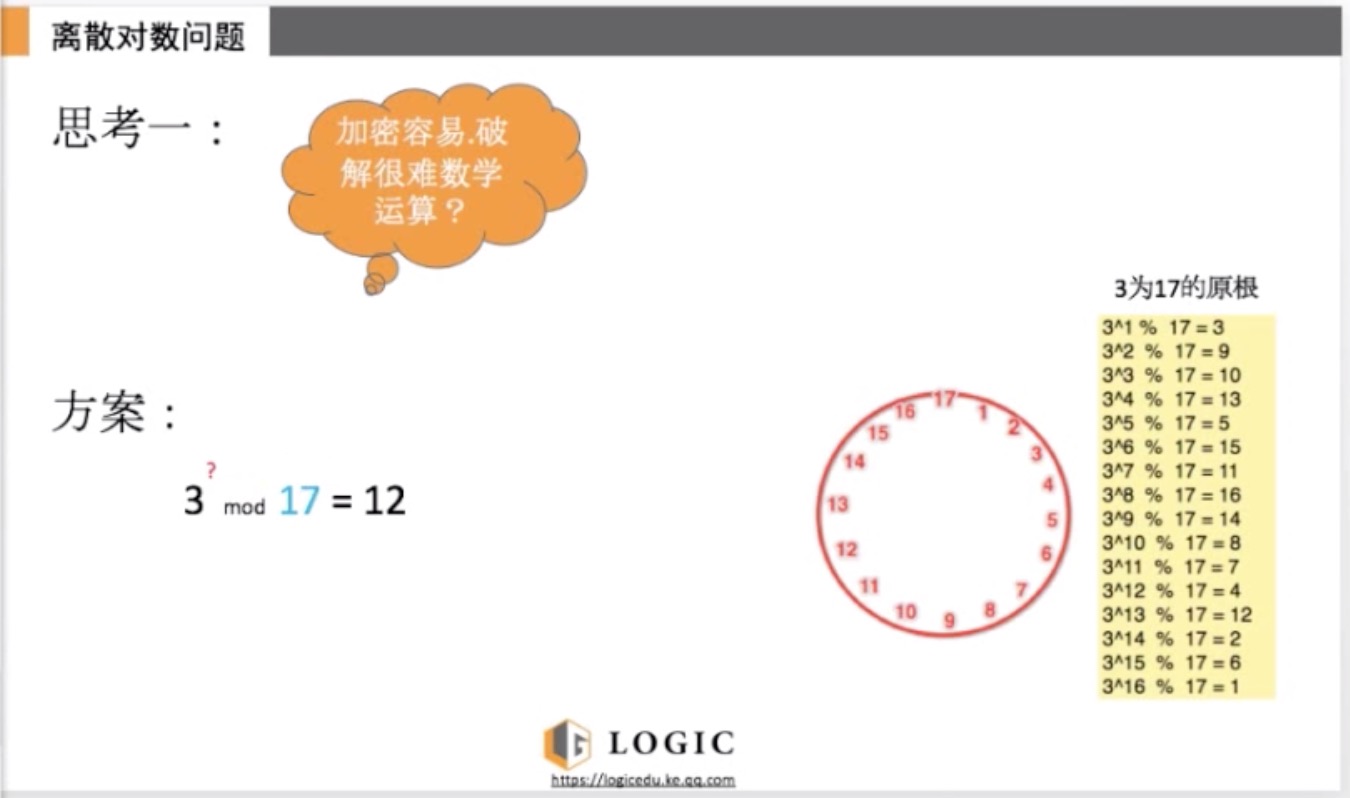 离散对数问题
思考一：
加密容易.破
解很难数学
运算？
方案：
3^? mod 17 = 12
17
1
2
3
4
5
6
7
8
9
10
11
12
13
14
15
16
3为17的原根
3^1 % 17 = 3
3^2 % 17 = 9
3^3 % 17 = 10
3^4 % 17 = 13
3^5 % 17 = 5
3^6 % 17 = 15
3^7 % 17 = 11
3^8 % 17 = 16
3^9 % 17 = 14
3^10 % 17 = 8
3^11 % 17 = 7
3^12 % 17 = 4
3^13 % 17 = 12
3^14 % 17 = 2
3^15 % 17 = 6
3^16 % 17 = 1
LOGIC
https://logicedu.ke.qq.com